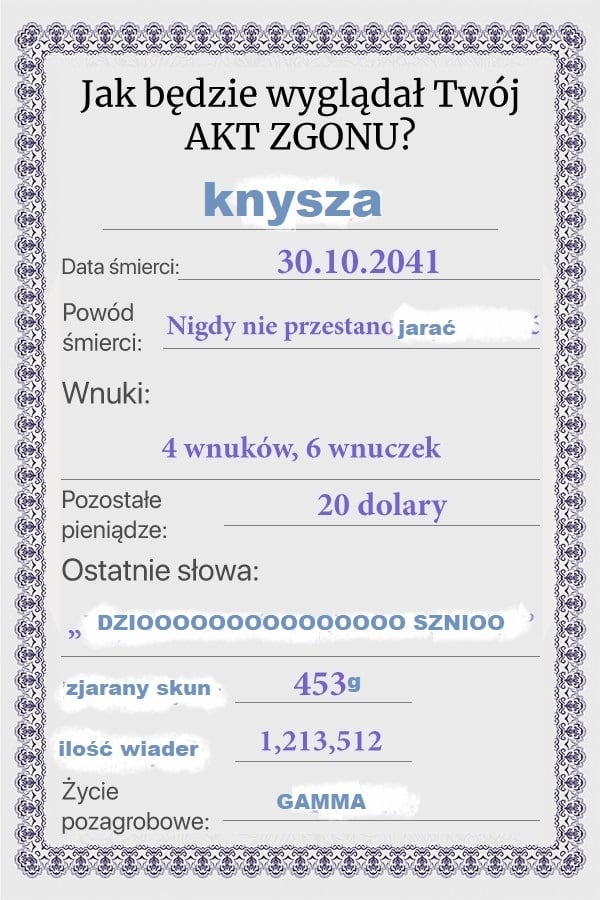 Jak będzie wyglądał Twój
AKT ZGONU?
knysza
Data śmierci: 30.10.2041
Powód śmierci: Nigdy nie przestano jarać ć
Wnuki:
4 wnuków, 6 wnuczek
Pozostałe pieniądze: 20 dolary
Ostatnie słowa:
„ DZIOOOOOOOOOOOOOOO SZNIOO ”
zjarany skun 453g
ilość wiader 1,213,512
Życie pozagrobowe: GAMMA